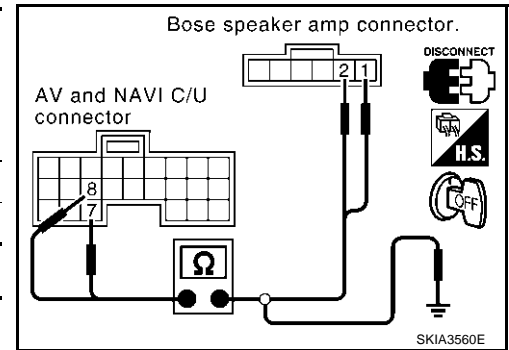 Bose speaker amp connector.
DISCONNECT
2 1
AV and NAVI C/U
connector
H.S.
8
7
OFF
Ω
SKIA3560E